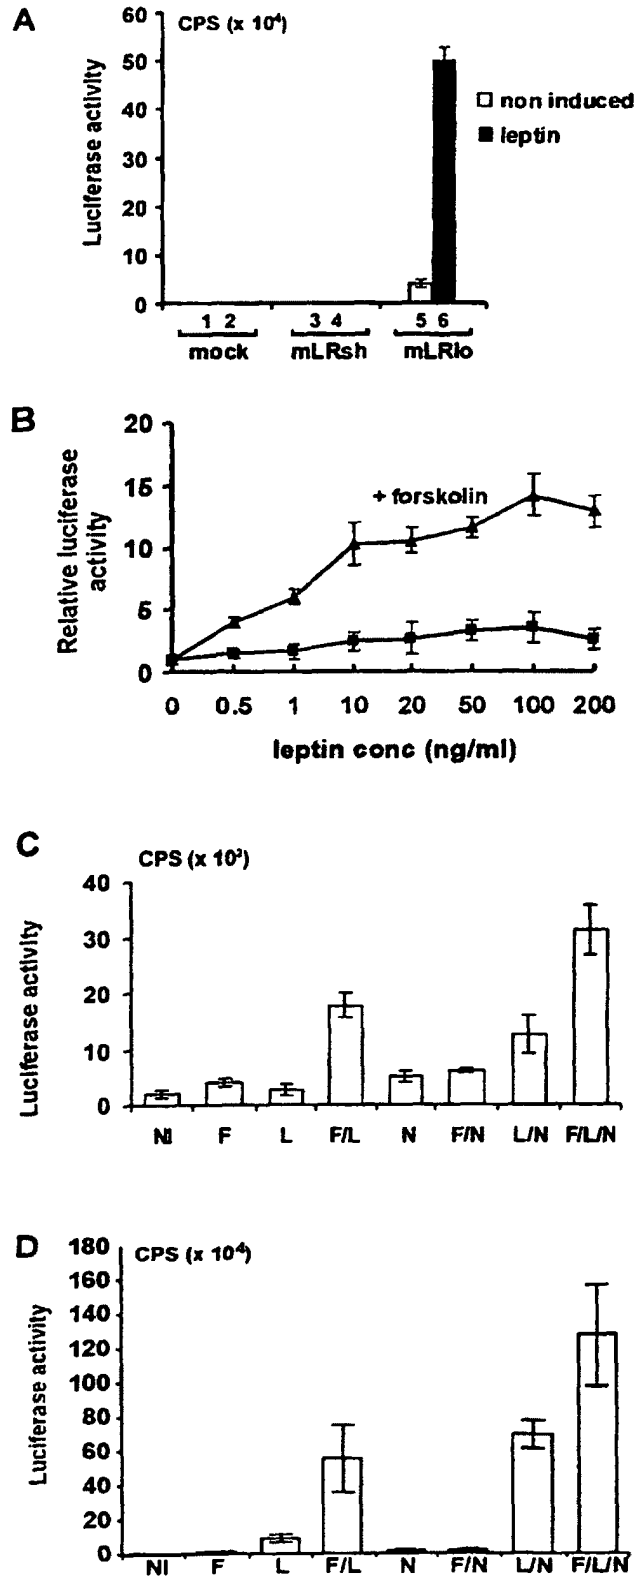 A
CPS (x 10⁴)
60
50
40
30
20
10
0
Luciferase activity
non induced
leptin
1 2
3 4
5 6
mock
mLRsh
mLRlo
B
20
15
10
5
0
Relative luciferase
activity
+ forskolin
0 0.5 1 10 20 50 100 200
leptin conc (ng/ml)
C
CPS (x 10³)
40
30
20
10
0
Luciferase activity
NI F L F/L N F/N L/N F/L/N
D
CPS (x 10⁴)
180
160
140
120
100
80
60
40
20
0
Luciferase activity
NI F L F/L N F/N L/N F/L/N